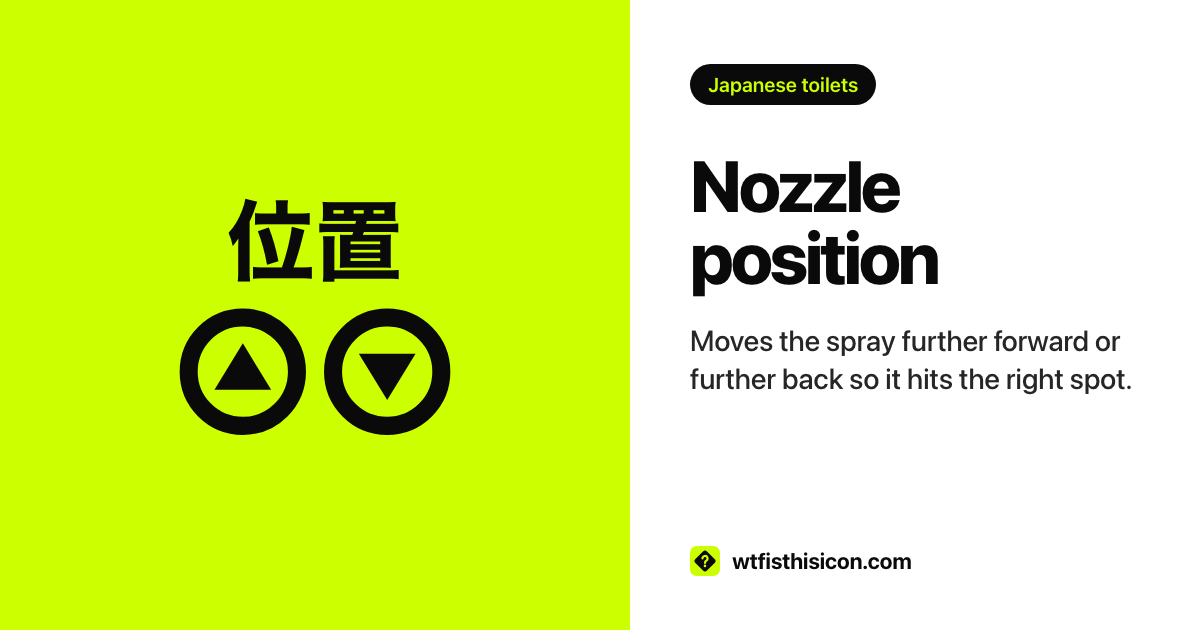 位置
Japanese toilets
Nozzle
position
Moves the spray further forward or
further back so it hits the right spot.
wtfisthisicon.com